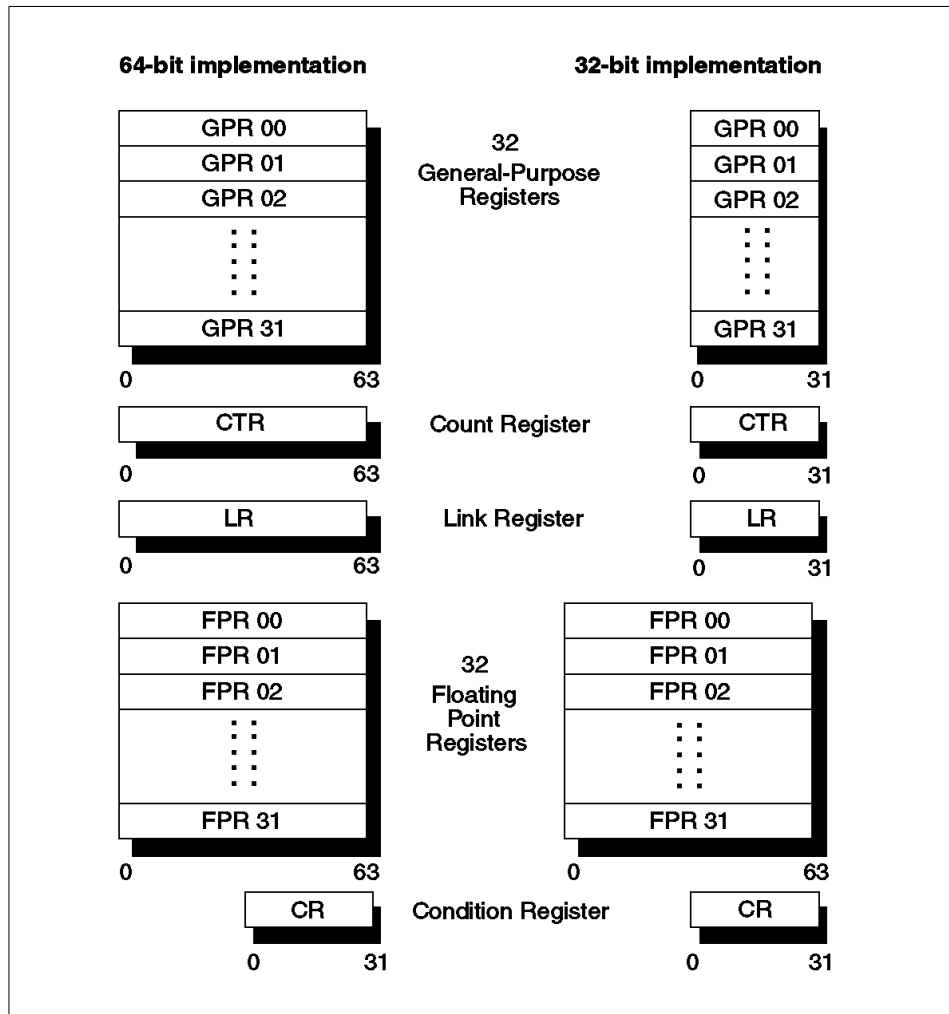 64-bit implementation
32-bit implementation
GPR 00
GPR 01
GPR 02
GPR 31
0 63
32
General-Purpose
Registers
GPR 00
GPR 01
GPR 02
GPR 31
0 31
CTR
0 63
Count Register
CTR
0 31
LR
0 63
Link Register
LR
0 31
FPR 00
FPR 01
FPR 02
FPR 31
0 63
32
Floating
Point
Registers
FPR 00
FPR 01
FPR 02
FPR 31
0 63
CR
0 31
Condition Register
CR
0 31